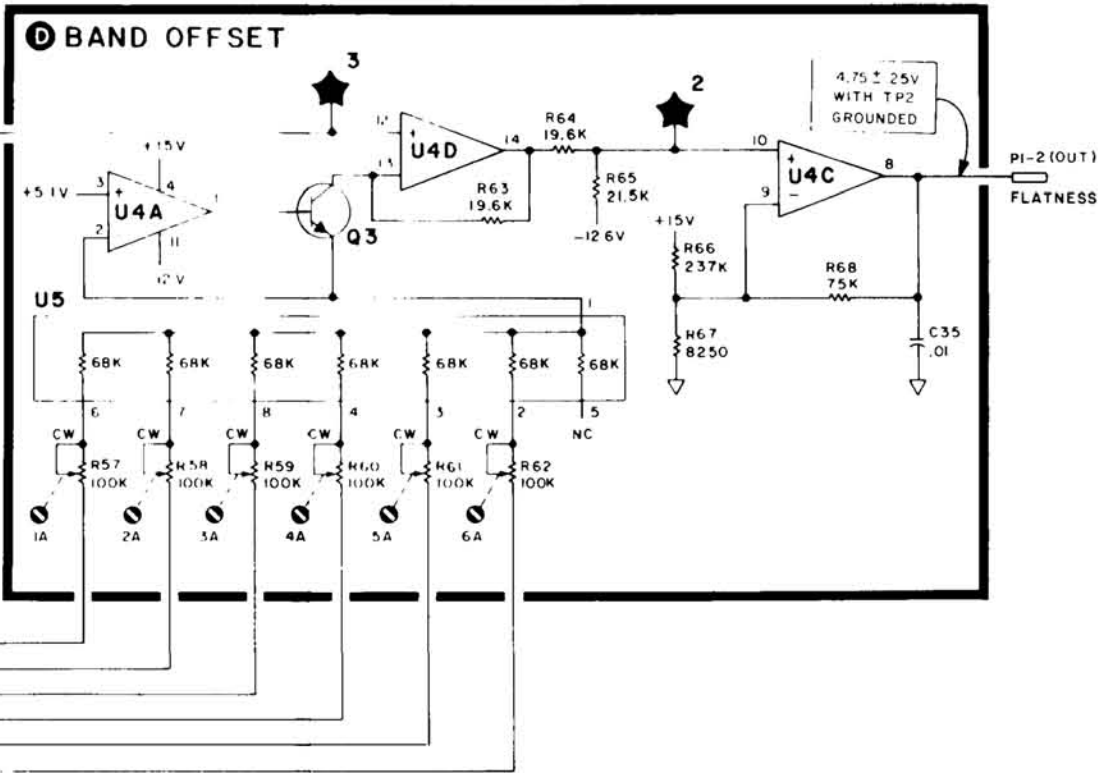 D BAND OFFSET
3
2
4.75 ± .25V
WITH TP2
GROUNDED
+15V
+5.1V
3
+
4
U4A
1
2
11
12V
12
+
U4D
14
13
R63
19.6K
Q3
R64
19.6K
R65
21.5K
-12.6V
10
+
U4C
8
9
-
P1-2 (OUT)
FLATNESS
+15V
R66
237K
R68
75K
R67
8250
C35
.01
U5
1
68K
68K
68K
68K
68K
68K
68K
6
7
8
4
3
2
5
NC
CW
CW
CW
CW
CW
CW
R57
100K
R58
100K
R59
100K
R60
100K
R61
100K
R62
100K
1A
2A
3A
4A
5A
6A